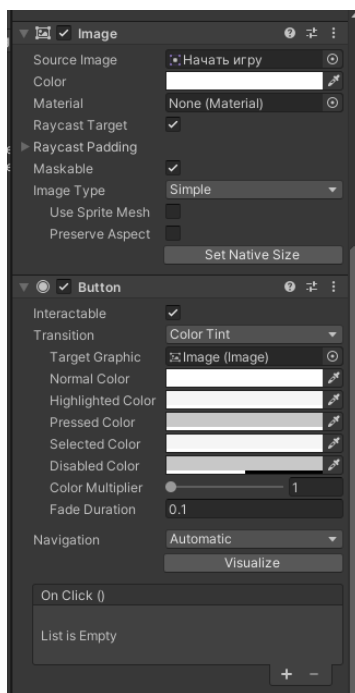 Image
Source Image Начать игру
Color
Material None (Material)
Raycast Target
Raycast Padding
Maskable
Image Type Simple
Use Sprite Mesh
Preserve Aspect
Set Native Size
Button
Interactable
Transition Color Tint
Target Graphic Image (Image)
Normal Color
Highlighted Color
Pressed Color
Selected Color
Disabled Color
Color Multiplier 1
Fade Duration 0.1
Navigation Automatic
Visualize
On Click ()
List is Empty